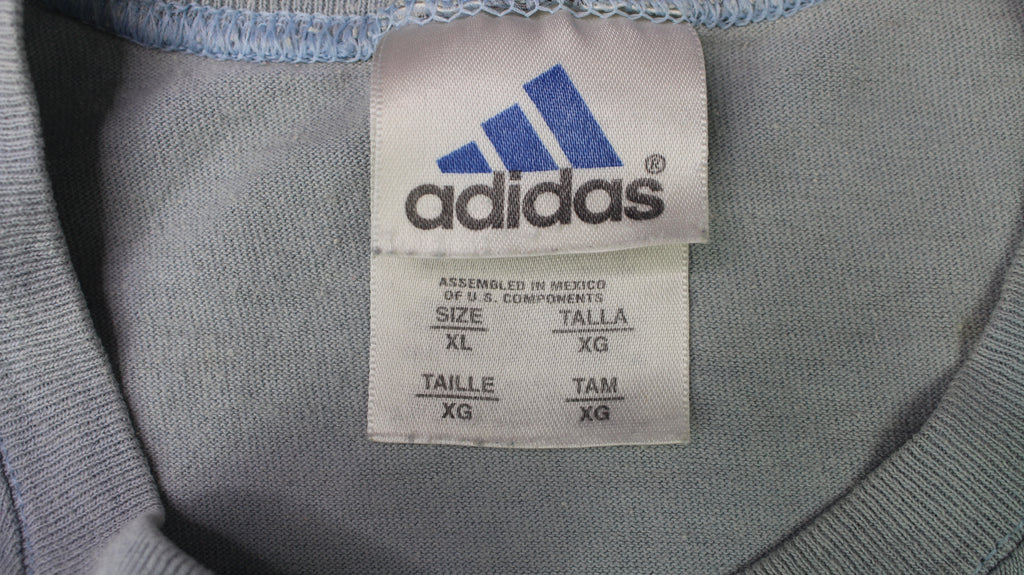 adidas®
ASSEMBLED IN MEXICO
OF U.S. COMPONENTS
SIZE TALLA
XL XG
TAILLE TAM
XG XG